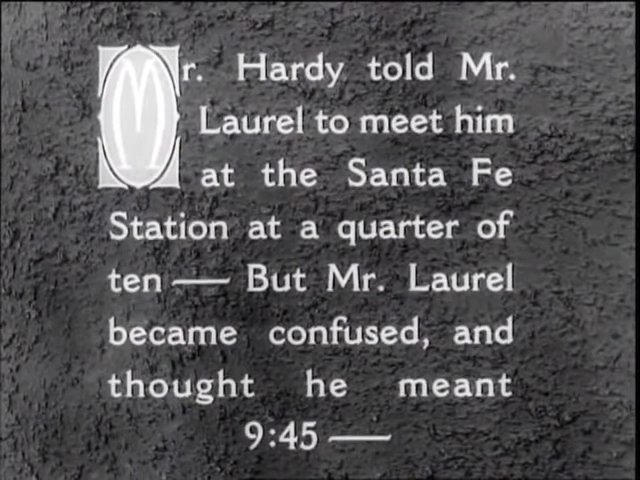 Mr. Hardy told Mr.
Laurel to meet him
at the Santa Fe
Station at a quarter of
ten — But Mr. Laurel
became confused, and
thought he meant
9:45 —